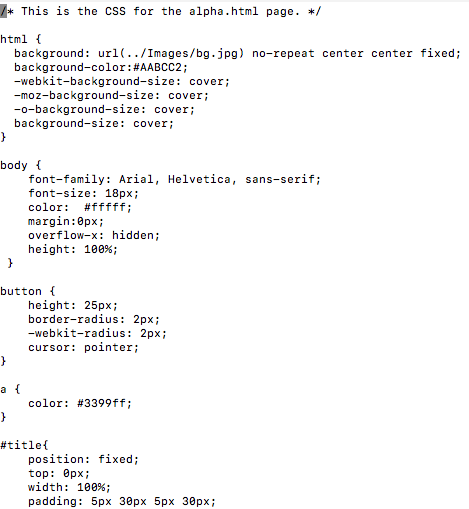 /* This is the CSS for the alpha.html page. */
html {
background: url(../Images/bg.jpg) no-repeat center center fixed;
background-color:#AABCC2;
-webkit-background-size: cover;
-moz-background-size: cover;
-o-background-size: cover;
background-size: cover;
}
body {
font-family: Arial, Helvetica, sans-serif;
font-size: 18px;
color:  #fffff;
margin:0px;
overflow-x: hidden;
height: 100%;
}
button {
height: 25px;
border-radius: 2px;
-webkit-radius: 2px;
cursor: pointer;
}
a {
color: #3399ff;
}
#title{
position: fixed;
top: 0px;
width: 100%;
padding: 5px 30px 5px 30px;